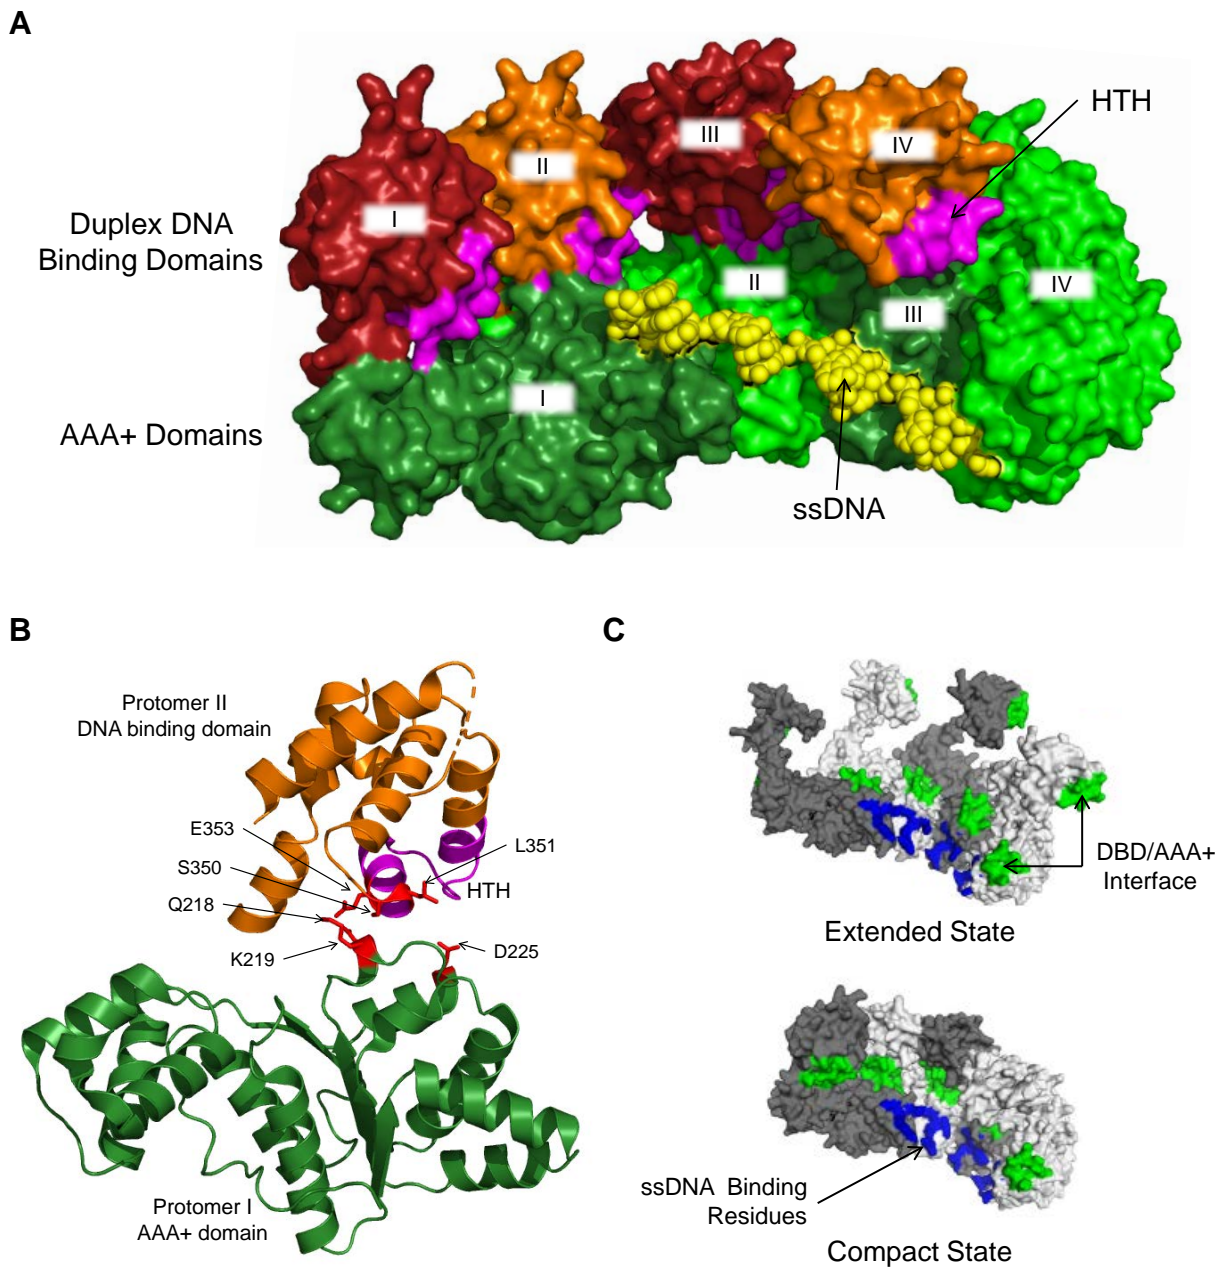 A
HTH
I
II
III
IV
Duplex DNA
Binding Domains
II
IV
III
I
AAA+ Domains
ssDNA
B
Protomer II
DNA binding domain
E353
L351
S350
HTH
Q218
K219
D225
Protomer I
AAA+ domain
C
DBD/AAA+
Interface
Extended State
ssDNA Binding
Residues
Compact State